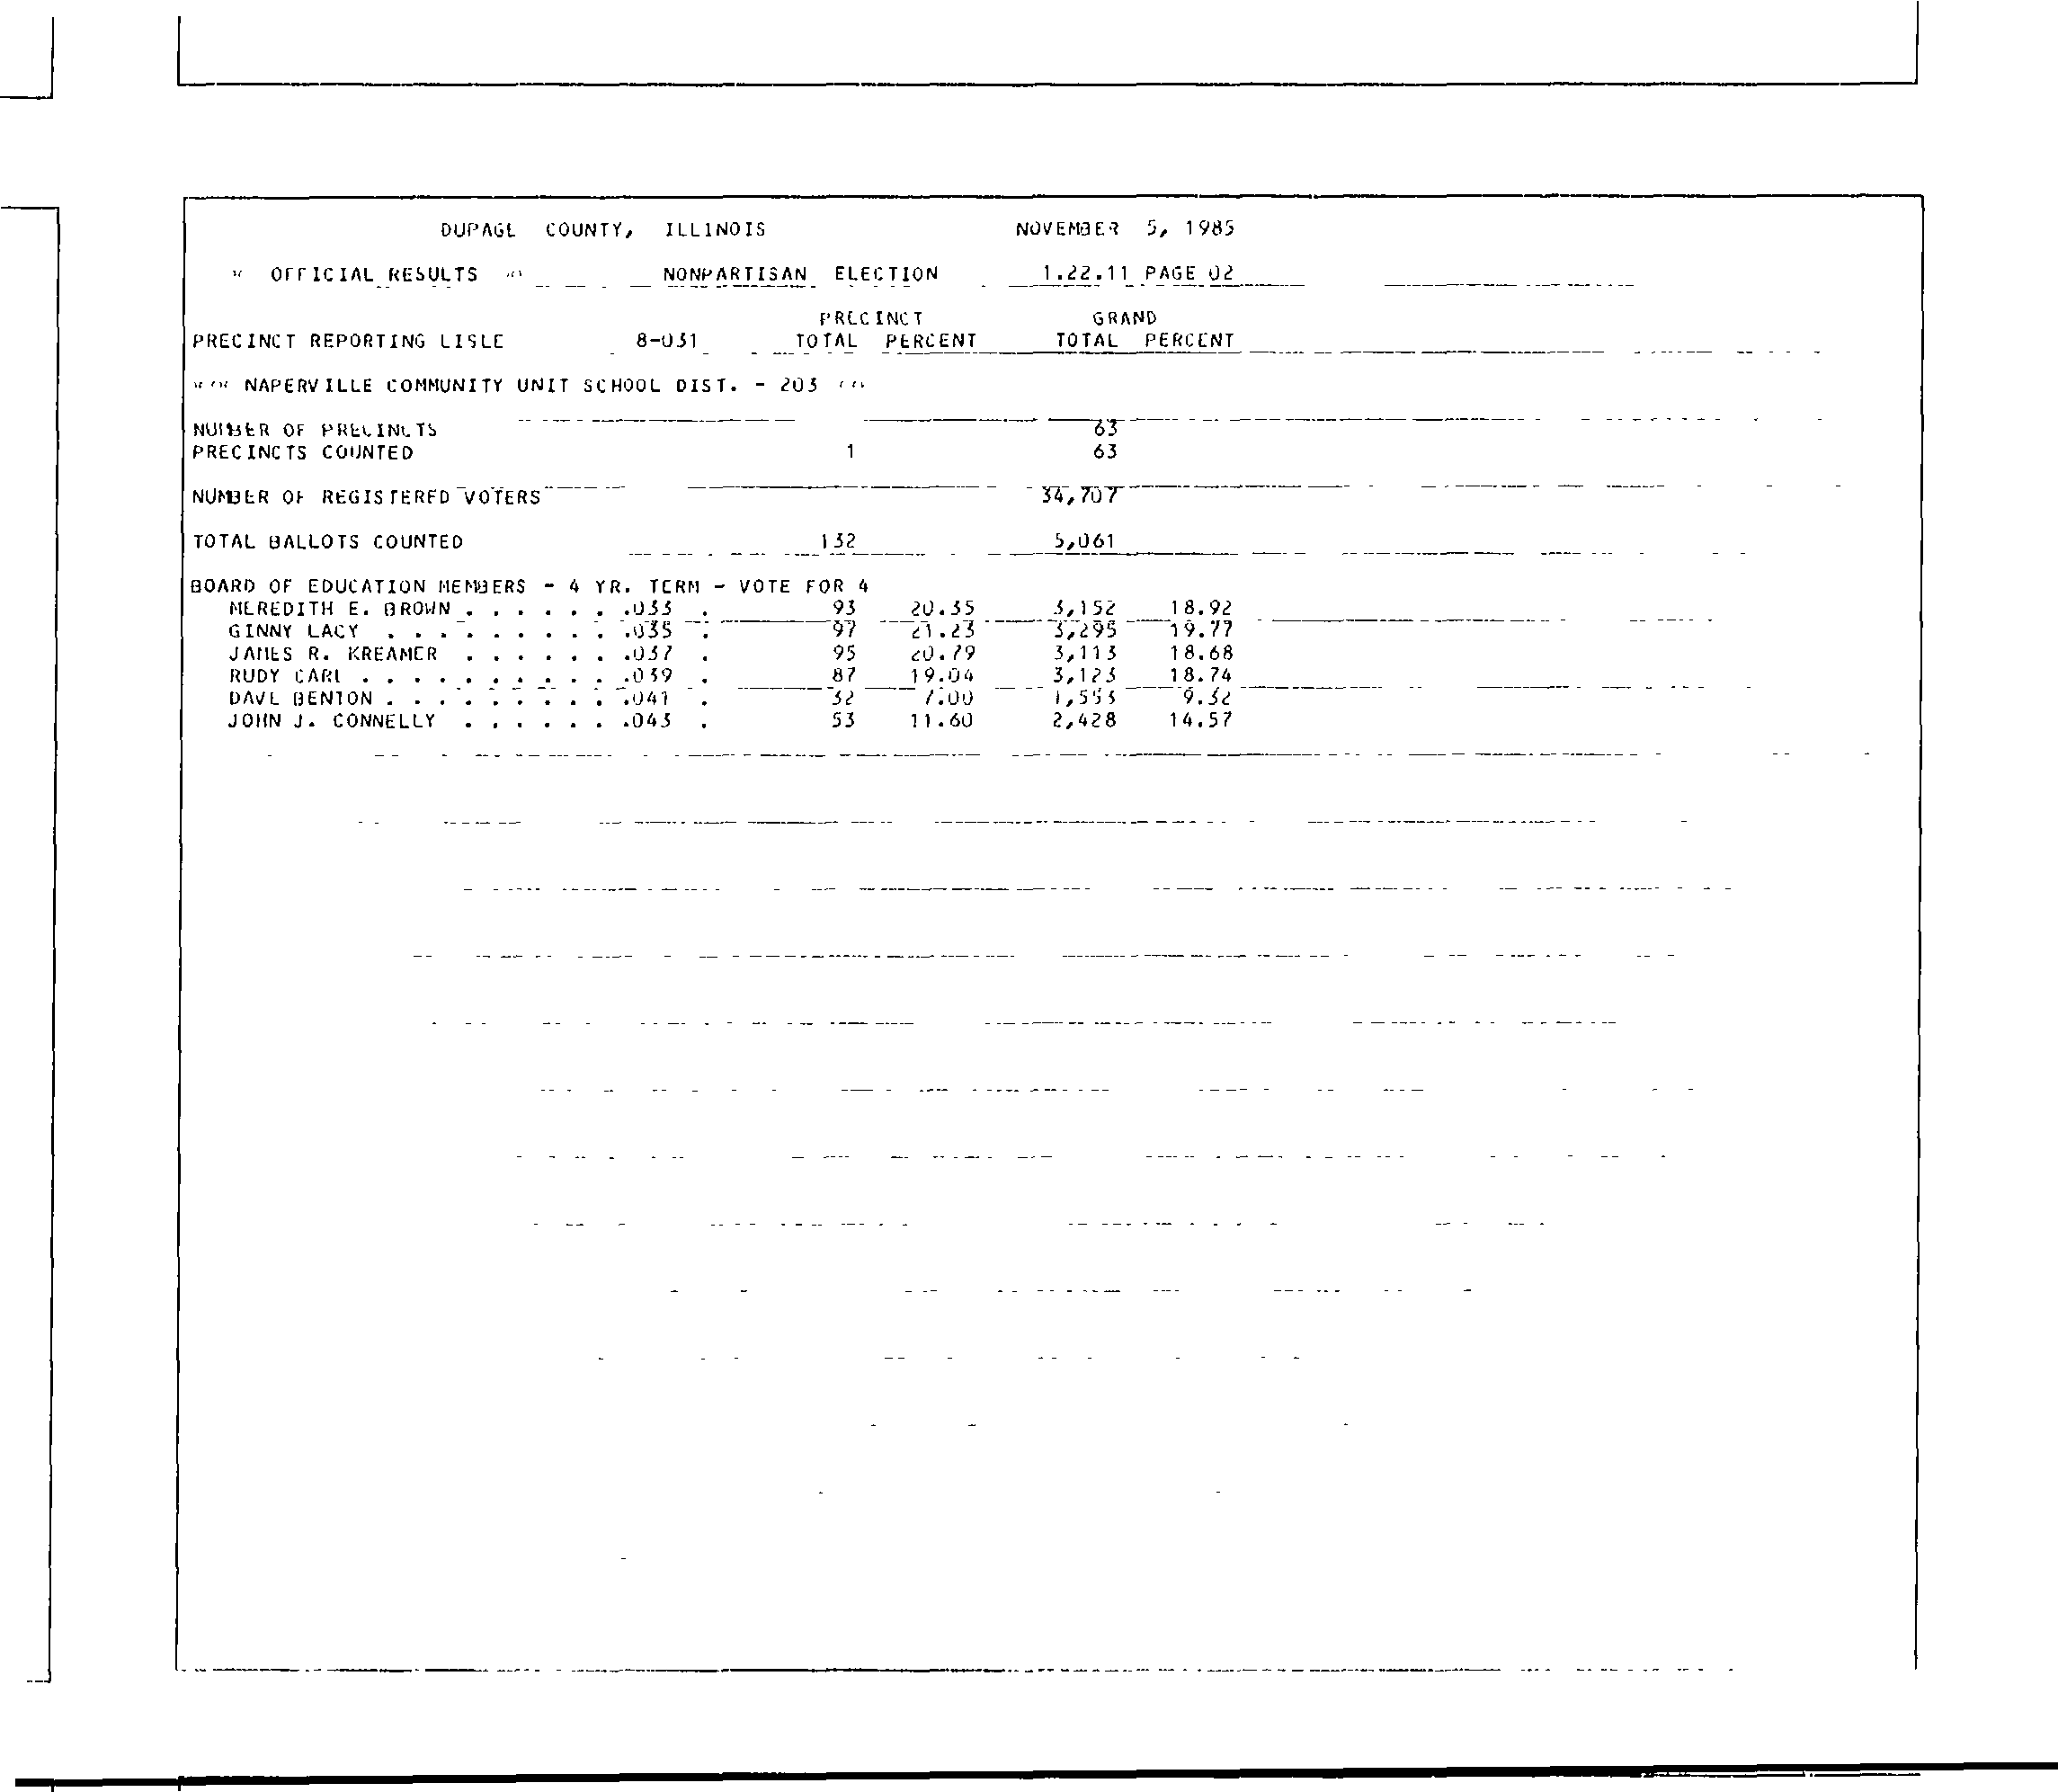 DUPAGE COUNTY, ILLINOIS NOVEMBER 5, 1985
* OFFICIAL RESULTS * NONPARTISAN ELECTION 1.22.11 PAGE 02
PRECINCT GRAND
PRECINCT REPORTING LISLE 8-031 TOTAL PERCENT TOTAL PERCENT
** NAPERVILLE COMMUNITY UNIT SCHOOL DIST. - 203 **
NUMBER OF PRECINCTS 63
PRECINCTS COUNTED 1 63
NUMBER OF REGISTERED VOTERS 34,707
TOTAL BALLOTS COUNTED 132 5,061
BOARD OF EDUCATION MEMBERS - 4 YR. TERM - VOTE FOR 4
MEREDITH E. BROWN . . . . . . .033 . 93 20.35 3,152 18.92
GINNY LACY . . . . . . . . . .035 . 97 21.23 3,295 19.77
JAMES R. KREAMER . . . . . . .037 . 95 20.79 3,113 18.68
RUDY CARL . . . . . . . . . . .039 . 87 19.04 3,123 18.74
DAVE BENTON . . . . . . . . . .041 . 32 7.00 1,553 9.32
JOHN J. CONNELLY . . . . . . .043 . 53 11.60 2,428 14.57